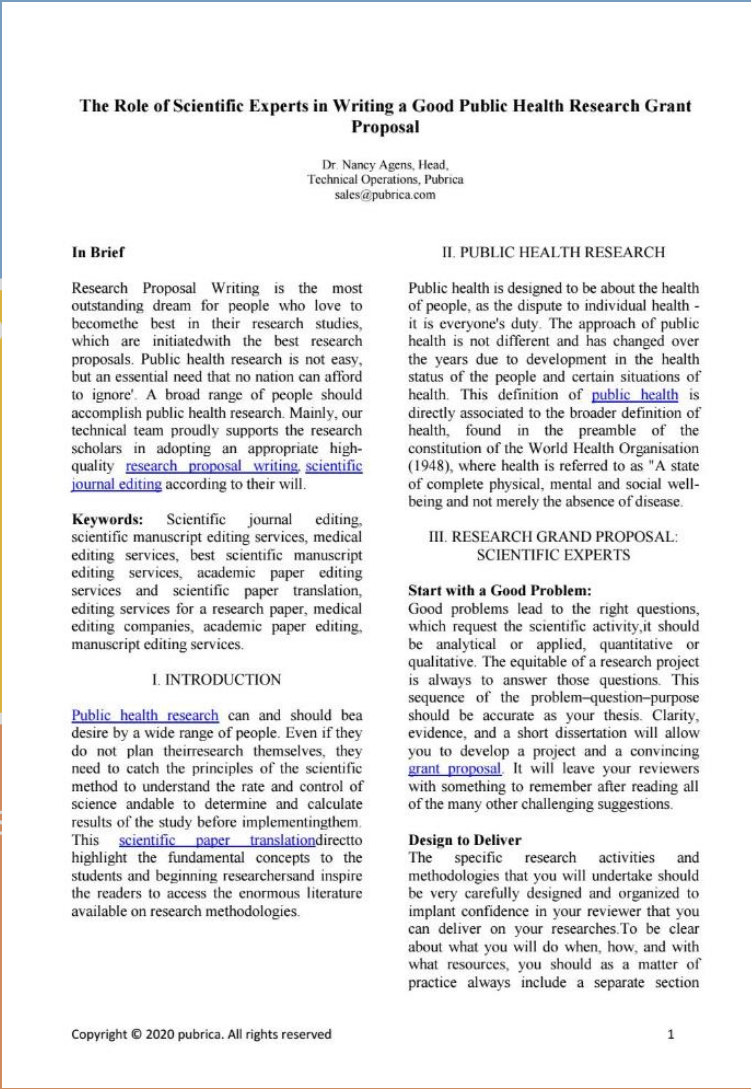 The Role of Scientific Experts in Writing a Good Public Health Research Grant
Proposal
Dr. Nancy Agens, Head,
Technical Operations, Pubrica
sales@pubrica.com
In Brief
Research Proposal Writing is the most
outstanding dream for people who love to
becomethe best in their research studies,
which are initiatedwith the best research
proposals. Public health research is not easy,
but an essential need that no nation can afford
to ignore'. A broad range of people should
accomplish public health research. Mainly, our
technical team proudly supports the research
scholars in adopting an appropriate high-
quality research proposal writing, scientific
journal editing according to their will.
Keywords: Scientific journal editing,
scientific manuscript editing services, medical
editing services, best scientific manuscript
editing services, academic paper editing
services and scientific paper translation,
editing services for a research paper, medical
editing companies, academic paper editing,
manuscript editing services.
I. INTRODUCTION
Public health research can and should bea
desire by a wide range of people. Even if they
do not plan theirresearch themselves, they
need to catch the principles of the scientific
method to understand the rate and control of
science andable to determine and calculate
results of the study before implementingthem.
This scientific paper translationdirectto
highlight the fundamental concepts to the
students and beginning researchersand inspire
the readers to access the enormous literature
available on research methodologies.
II. PUBLIC HEALTH RESEARCH
Public health is designed to be about the health
of people, as the dispute to individual health -
it is everyone's duty. The approach of public
health is not different and has changed over
the years due to development in the health
status of the people and certain situations of
health. This definition of public health is
directly associated to the broader definition of
health, found in the preamble of the
constitution of the World Health Organisation
(1948), where health is referred to as "A state
of complete physical, mental and social well-
being and not merely the absence of disease.
III. RESEARCH GRAND PROPOSAL:
SCIENTIFIC EXPERTS
Start with a Good Problem:
Good problems lead to the right questions,
which request the scientific activity,it should
be analytical or applied, quantitative or
qualitative. The equitable of a research project
is always to answer those questions. This
sequence of the problem–question–purpose
should be accurate as your thesis. Clarity,
evidence, and a short dissertation will allow
you to develop a project and a convincing
grant proposal. It will leave your reviewers
with something to remember after reading all
of the many other challenging suggestions.
Design to Deliver
The specific research activities and
methodologies that you will undertake should
be very carefully designed and organized to
implant confidence in your reviewer that you
can deliver on your researches.To be clear
about what you will do when, how, and with
what resources, you should as a matter of
practice always include a separate section
Copyright © 2020 pubrica. All rights reserved
1